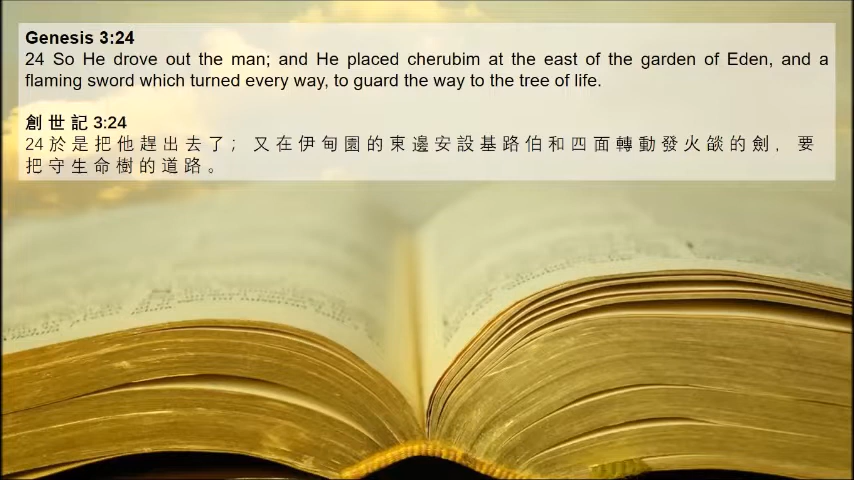 Genesis 3:24
24 So He drove out the man; and He placed cherubim at the east of the garden of Eden, and a
flaming sword which turned every way, to guard the way to the tree of life.
創世記 3:24
24 於是把他趕出去了；又在伊甸園的東邊安設基路伯和四面轉動發火燄的劍，要
把守生命樹的道路。